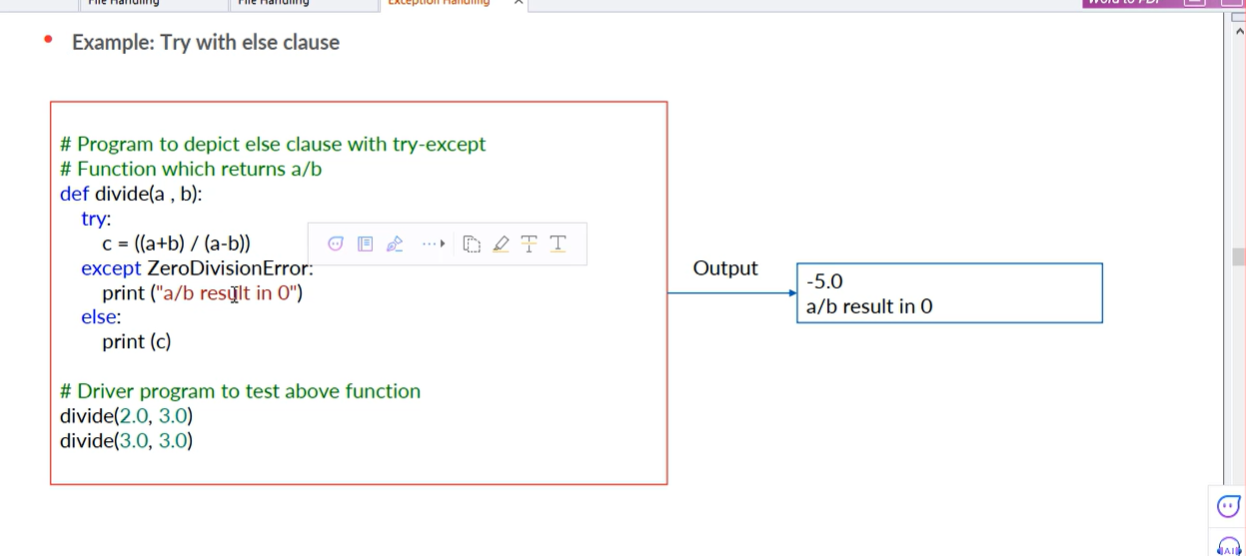 File Handling
File Handling
Exception Handling
Word to PDF
Example: Try with else clause
# Program to depict else clause with try-except
# Function which returns a/b
def divide(a , b):
try:
c = ((a+b) / (a-b))
except ZeroDivisionError:
print ("a/b result in 0")
else:
print (c)
# Driver program to test above function
divide(2.0, 3.0)
divide(3.0, 3.0)
Output
-5.0
a/b result in 0
AI